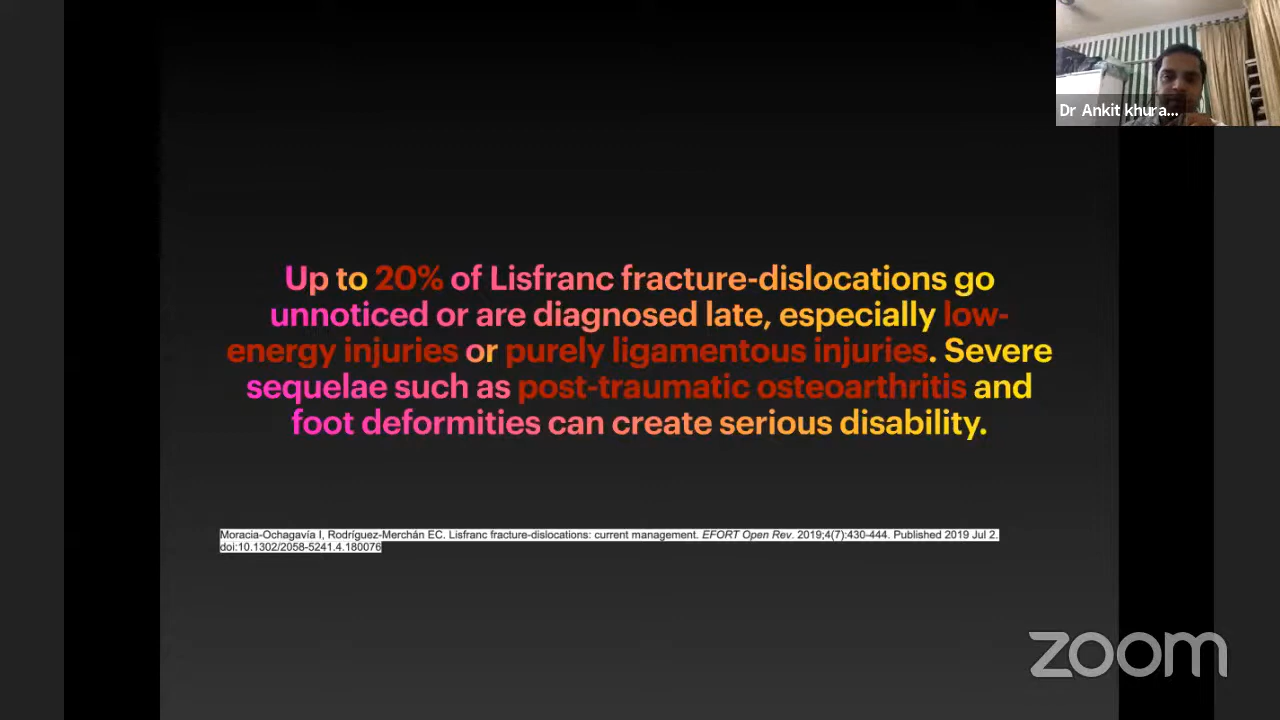 Dr Ankit khura...
Up to 20% of Lisfranc fracture-dislocations go
unnoticed or are diagnosed late, especially low-
energy injuries or purely ligamentous injuries. Severe
sequelae such as post-traumatic osteoarthritis and
foot deformities can create serious disability.
Moracia-Ochagavía I, Rodríguez-Merchán EC. Lisfranc fracture-dislocations: current management. EFORT Open Rev. 2019;4(7):430-444. Published 2019 Jul 2.
doi:10.1302/2058-5241.4.180076
zoom